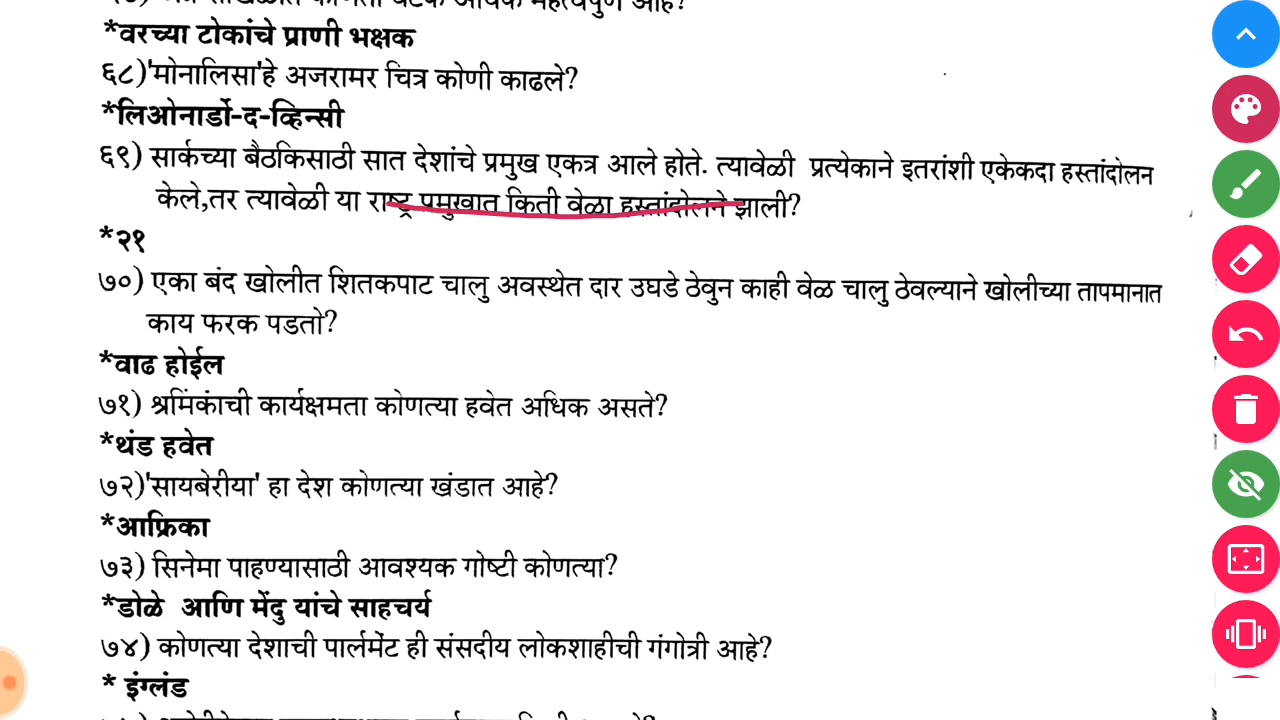 *वरच्या टोकांचे प्राणी भक्षक
६८)'मोनालिसा'हे अजरामर चित्र कोणी काढले?
*लिओनार्डो-द-व्हिन्सी
६९) सार्कच्या बैठकिसाठी सात देशांचे प्रमुख एकत्र आले होते. त्यावेळी प्रत्येकाने इतरांशी एकेकदा हस्तांदोलन
केले,तर त्यावेळी या राष्ट्र प्रमुखात किती वेळा हस्तांदोलने झाली?
*२१
७०) एका बंद खोलीत शितकपाट चालु अवस्थेत दार उघडे ठेवुन काही वेळ चालु ठेवल्याने खोलीच्या तापमानात
काय फरक पडतो?
*वाढ होईल
७१) श्रमिंकांची कार्यक्षमता कोणत्या हवेत अधिक असते?
*थंड हवेत
७२)'सायबेरीया' हा देश कोणत्या खंडात आहे?
*आफ्रिका
७३) सिनेमा पाहण्यासाठी आवश्यक गोष्टी कोणत्या?
*डोळे आणि मेंदु यांचे साहचर्य
७४) कोणत्या देशाची पार्लमेंट ही संसदीय लोकशाहीची गंगोत्री आहे?
* इंग्लंड